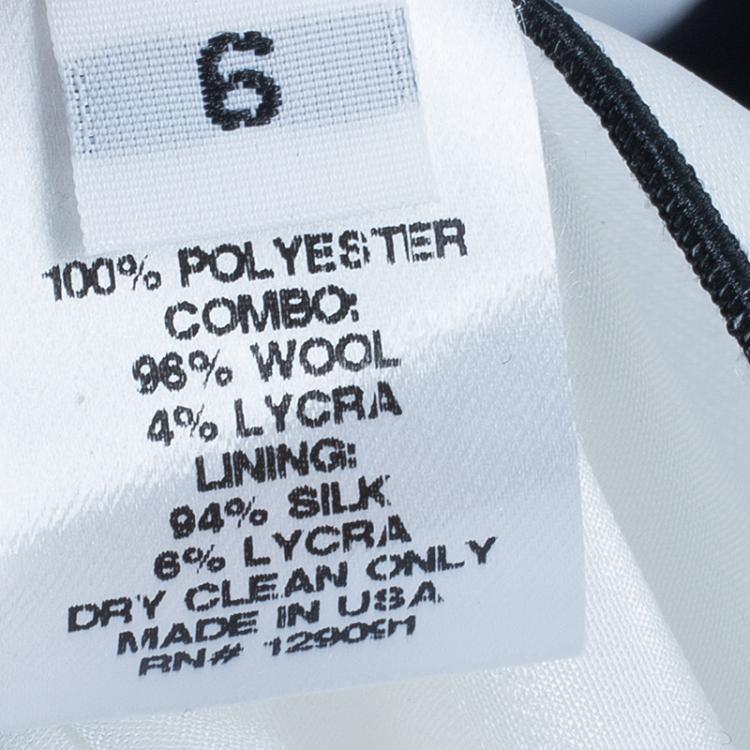 6
100% POLYESTER
COMBO:
96% WOOL
4% LYCRA
LINING:
94% SILK
6% LYCRA
DRY CLEAN ONLY
MADE IN USA
RN#